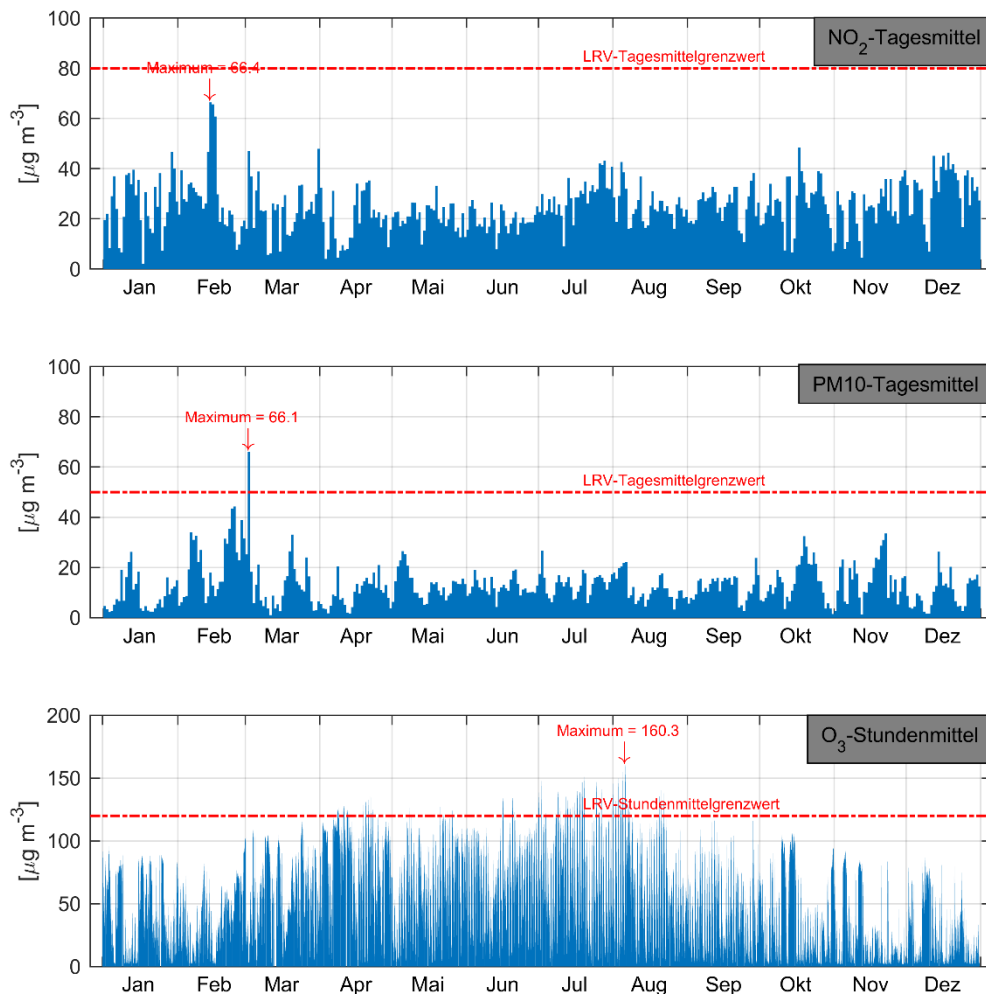 NO2-Tagesmittel
LRV-Tagesmittelgrenzwert
Maximum = 66.4
[µg m-3]
100
80
60
40
20
0
Jan Feb Mar Apr Mai Jun Jul Aug Sep Okt Nov Dez
PM10-Tagesmittel
Maximum = 66.1
LRV-Tagesmittelgrenzwert
[µg m-3]
100
80
60
40
20
0
Jan Feb Mar Apr Mai Jun Jul Aug Sep Okt Nov Dez
O3-Stundenmittel
Maximum = 160.3
LRV-Stundenmittelgrenzwert
[µg m-3]
200
150
100
50
0
Jan Feb Mar Apr Mai Jun Jul Aug Sep Okt Nov Dez